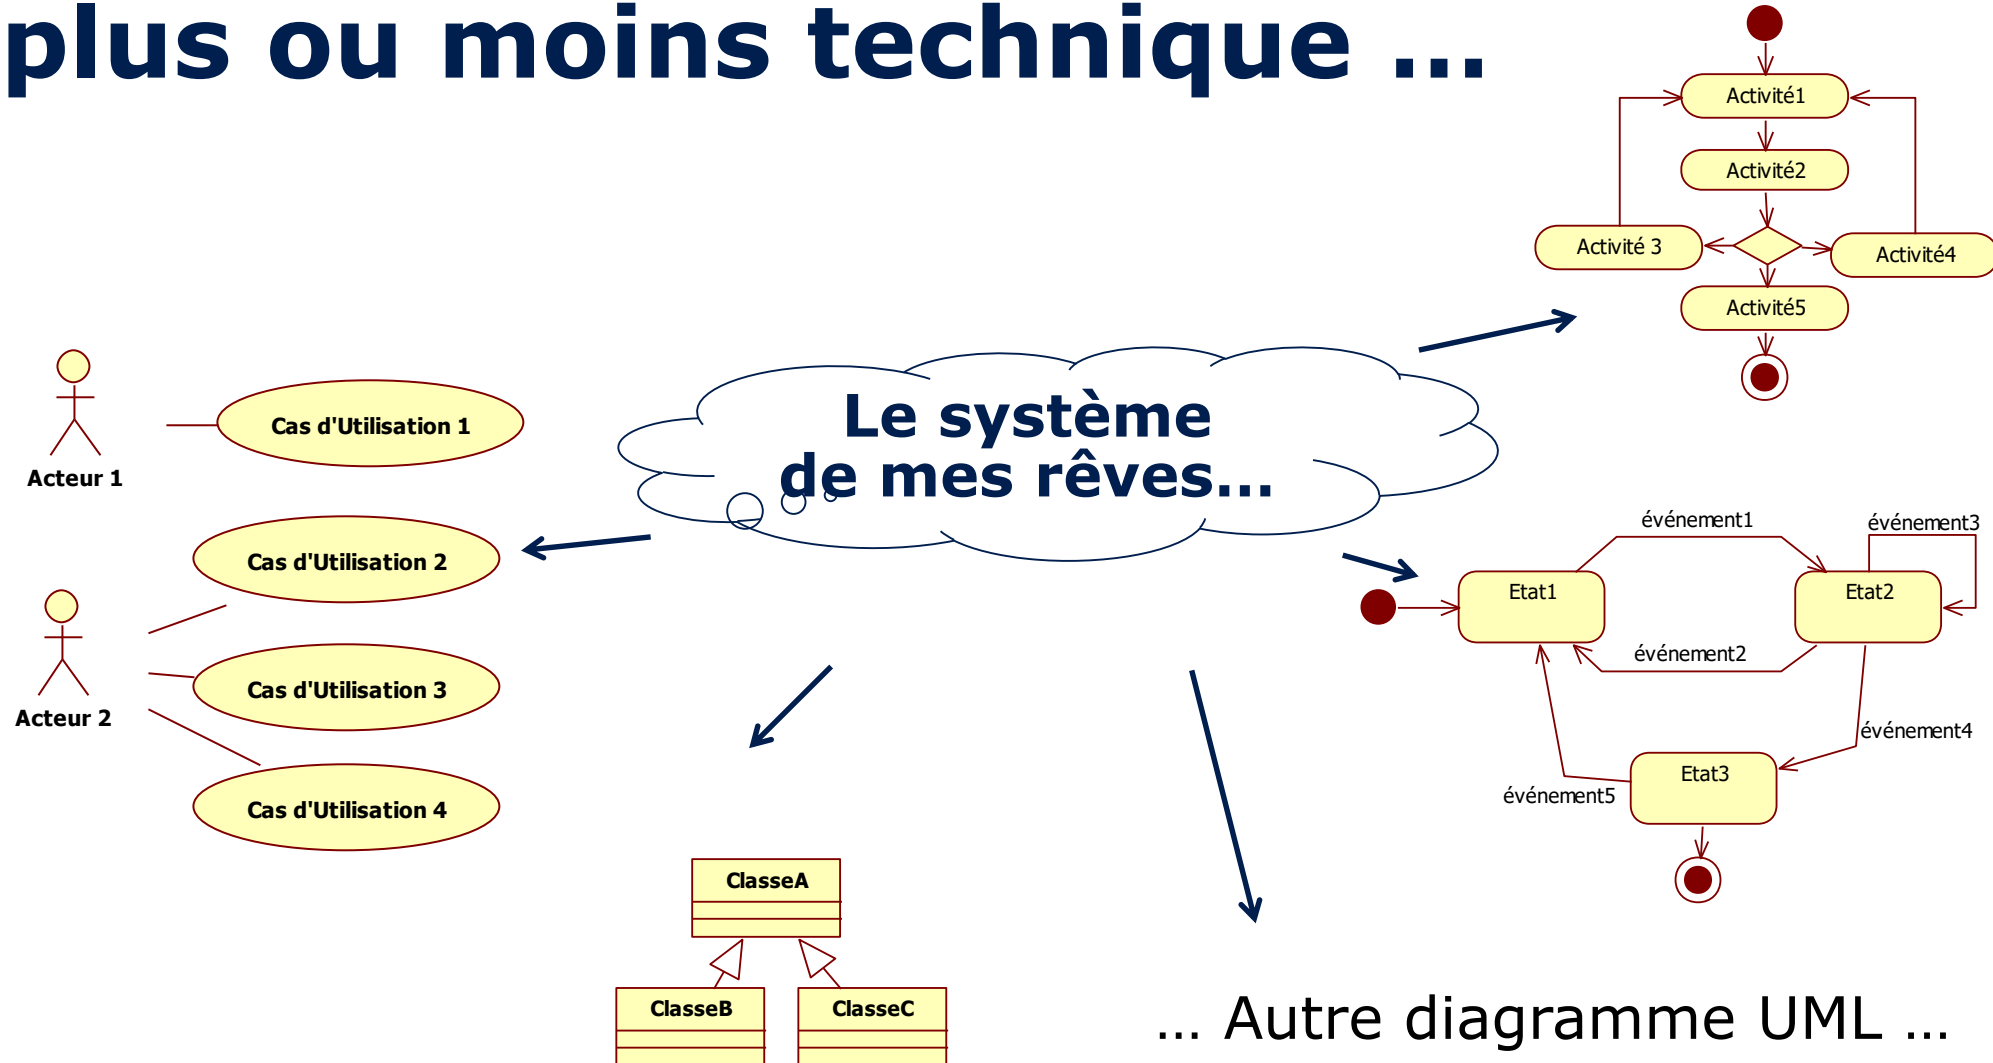 plus ou moins technique ...
Activité1
Activité2
Activité 3
Activité4
Activité5
Le système
de mes rêves...
Acteur 1
Cas d'Utilisation 1
Cas d'Utilisation 2
Acteur 2
Cas d'Utilisation 3
Cas d'Utilisation 4
événement1
événement3
Etat1
Etat2
événement2
événement4
Etat3
événement5
ClasseA
ClasseB
ClasseC
... Autre diagramme UML ...